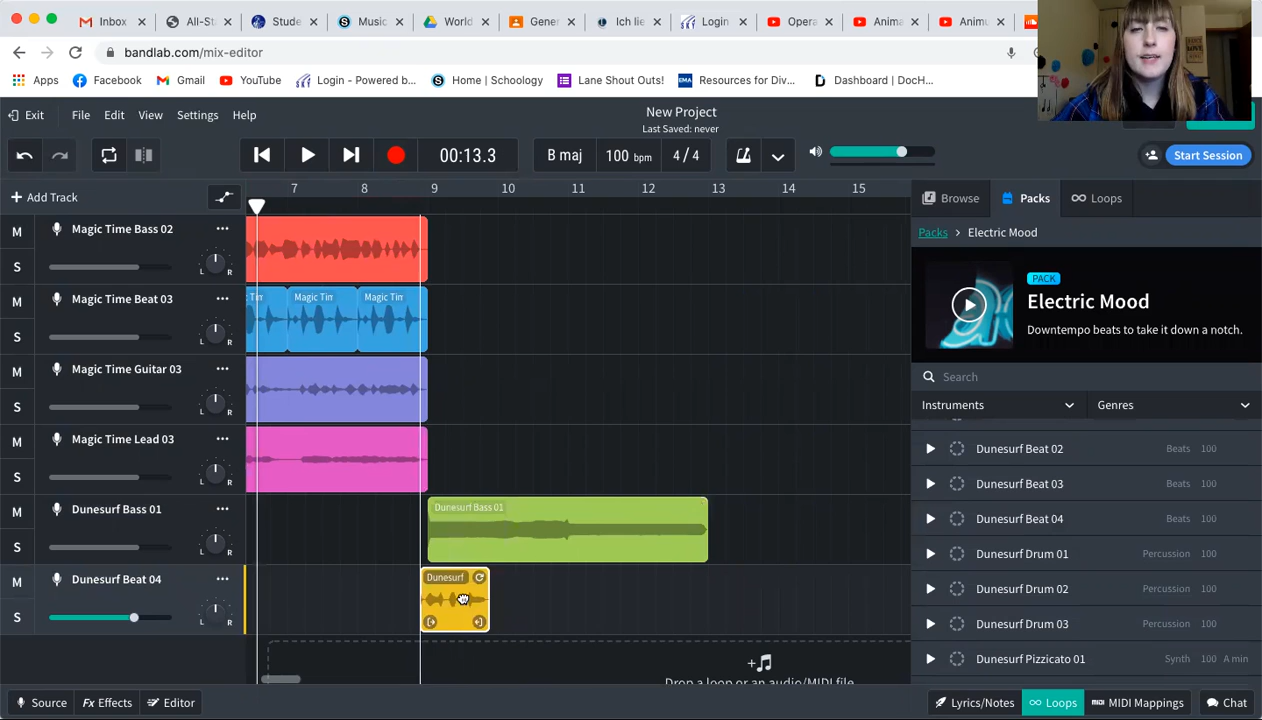 Inbox
All-St
Stude
Music
World
Gener
Ich lie
Login
Opera
Anima
Animu
bandlab.com/mix-editor
Apps
Facebook
Gmail
YouTube
Login - Powered b...
Home | Schoology
Lane Shout Outs!
EMA
Resources for Div...
Dashboard | DocH...
Exit
File
Edit
View
Settings
Help
New Project
Last Saved: never
00:13.3
B maj
100 bpm
4 / 4
Start Session
+ Add Track
7 8 9 10 11 12 13 14 15
Browse
Packs
Loops
M
S
Magic Time Bass 02
L R
M
S
Magic Time Beat 03
L R
Magic Tim
Magic Tim
M
S
Magic Time Guitar 03
L R
M
S
Magic Time Lead 03
L R
M
S
Dunesurf Bass 01
L R
Dunesurf Bass 01
M
S
Dunesurf Beat 04
L R
Dunesurf
Drop a loop or an audio/MIDI file
Packs > Electric Mood
PACK
Electric Mood
Downtempo beats to take it down a notch.
Search
Instruments
Genres
Dunesurf Beat 02 Beats 100
Dunesurf Beat 03 Beats 100
Dunesurf Beat 04 Beats 100
Dunesurf Drum 01 Percussion 100
Dunesurf Drum 02 Percussion 100
Dunesurf Drum 03 Percussion 100
Dunesurf Pizzicato 01 Synth 100 A min
Source
Fx Effects
Editor
Lyrics/Notes
Loops
MIDI Mappings
Chat